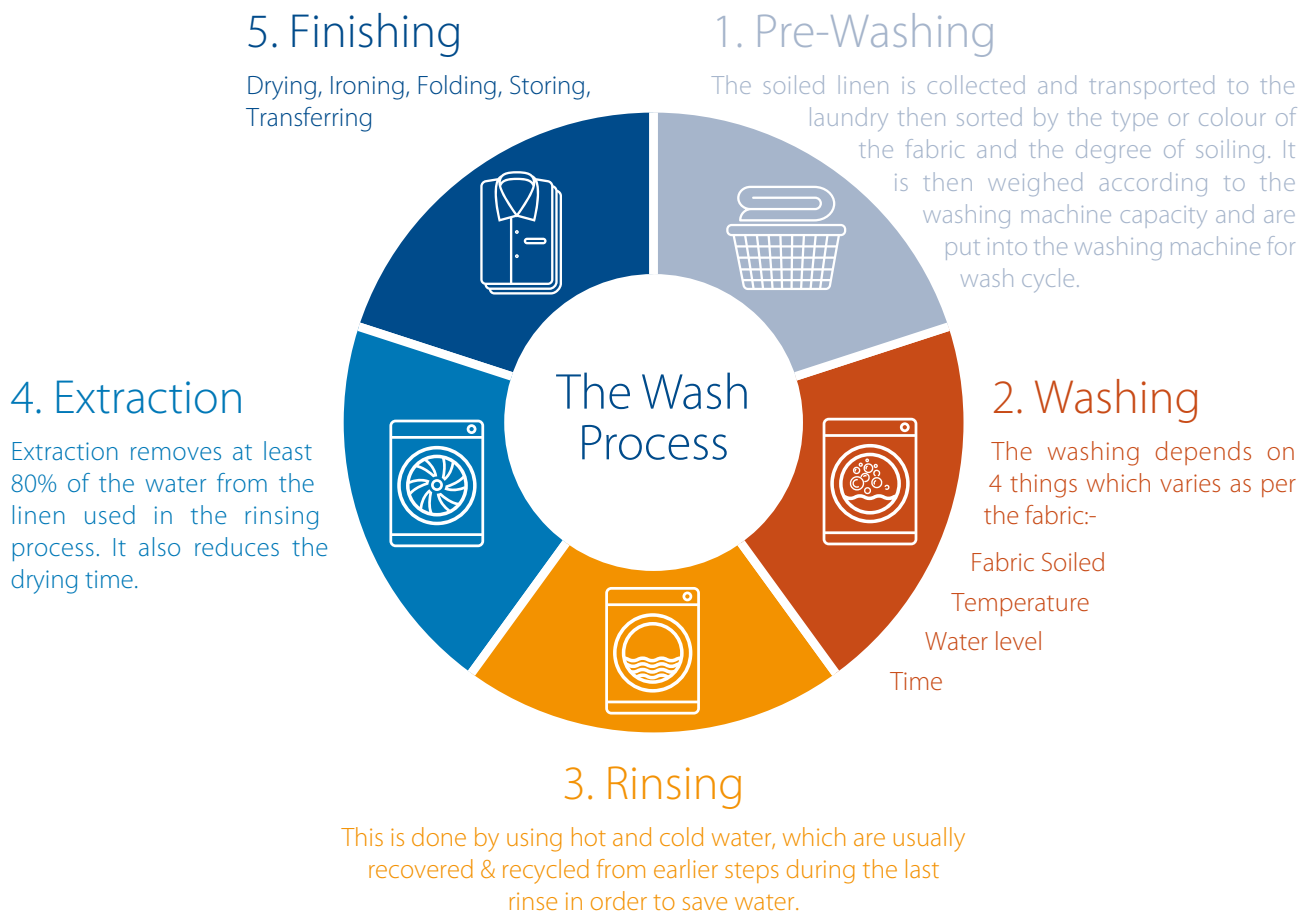 The Wash
Process
1. Pre-Washing
The soiled linen is collected and transported to the
laundry then sorted by the type or colour of
the fabric and the degree of soiling. It
is then weighed according to the
washing machine capacity and are
put into the washing machine for
wash cycle.
2. Washing
The washing depends on
4 things which varies as per
the fabric:-
Fabric Soiled
Temperature
Water level
Time
3. Rinsing
This is done by using hot and cold water, which are usually
recovered & recycled from earlier steps during the last
rinse in order to save water.
4. Extraction
Extraction removes at least
80% of the water from the
linen used in the rinsing
process. It also reduces the
drying time.
5. Finishing
Drying, Ironing, Folding, Storing,
Transferring